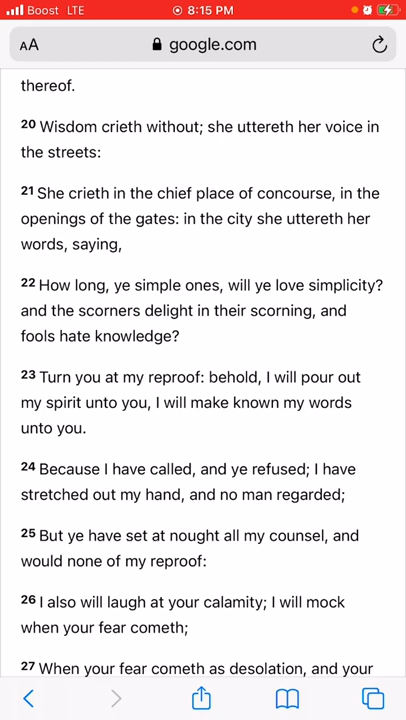 Boost LTE 8:15 PM
AA google.com
thereof.
20 Wisdom crieth without; she uttereth her voice in
the streets:
21 She crieth in the chief place of concourse, in the
openings of the gates: in the city she uttereth her
words, saying,
22 How long, ye simple ones, will ye love simplicity?
and the scorners delight in their scorning, and
fools hate knowledge?
23 Turn you at my reproof: behold, I will pour out
my spirit unto you, I will make known my words
unto you.
24 Because I have called, and ye refused; I have
stretched out my hand, and no man regarded;
25 But ye have set at nought all my counsel, and
would none of my reproof:
26 I also will laugh at your calamity; I will mock
when your fear cometh;
27 When your fear cometh as desolation, and your